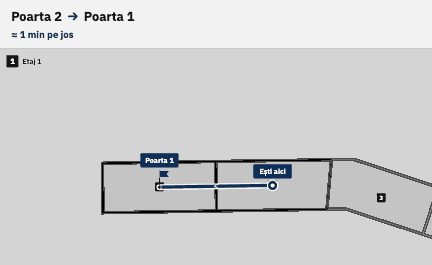 Poarta 2 → Poarta 1
≈ 1 min pe jos
1 Etaj 1
Poarta 1
Ești aici
3